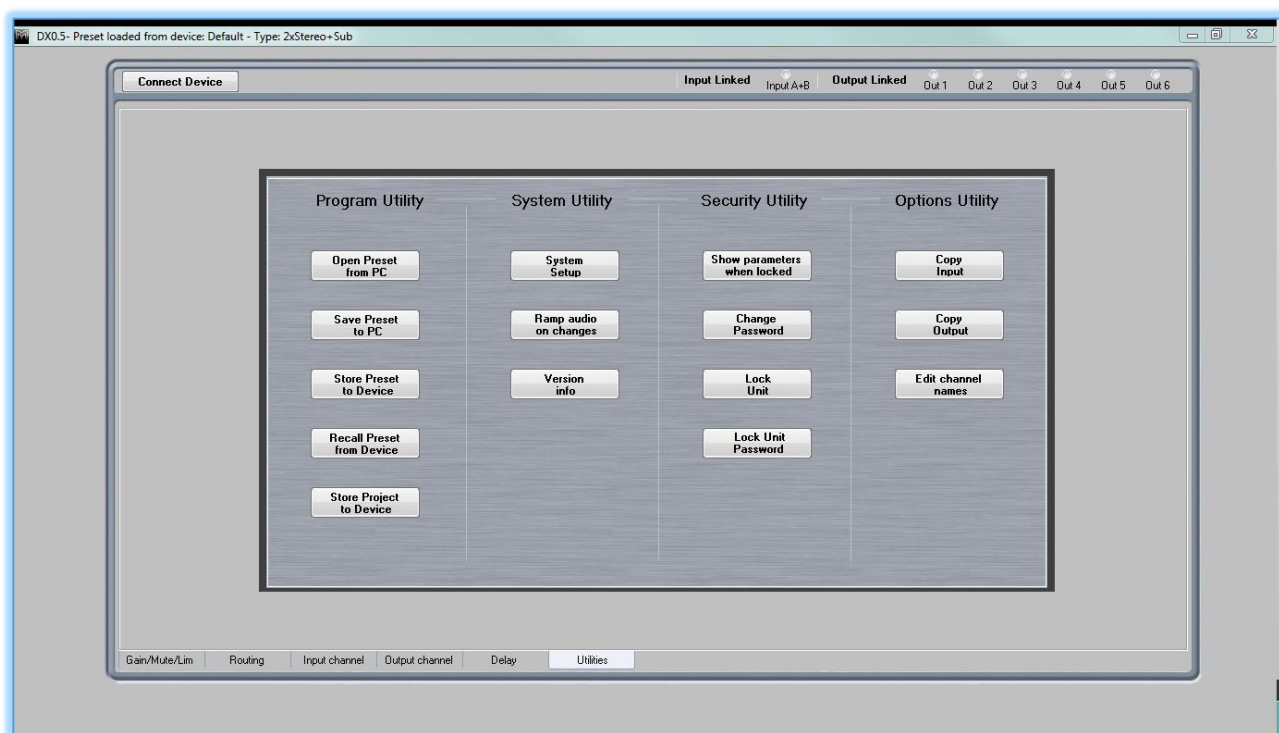 DX0.5- Preset loaded from device: Default - Type: 2xStereo+Sub
Connect Device
Input Linked
Input A+B
Output Linked
Out 1
Out 2
Out 3
Out 4
Out 5
Out 6
Program Utility
System Utility
Security Utility
Options Utility
Open Preset
from PC
System
Setup
Show parameters
when locked
Copy
Input
Save Preset
to PC
Ramp audio
on changes
Change
Password
Copy
Output
Store Preset
to Device
Version
info
Lock
Unit
Edit channel
names
Recall Preset
from Device
Lock Unit
Password
Store Project
to Device
Gain/Mute/Lim
Routing
Input channel
Output channel
Delay
Utilities